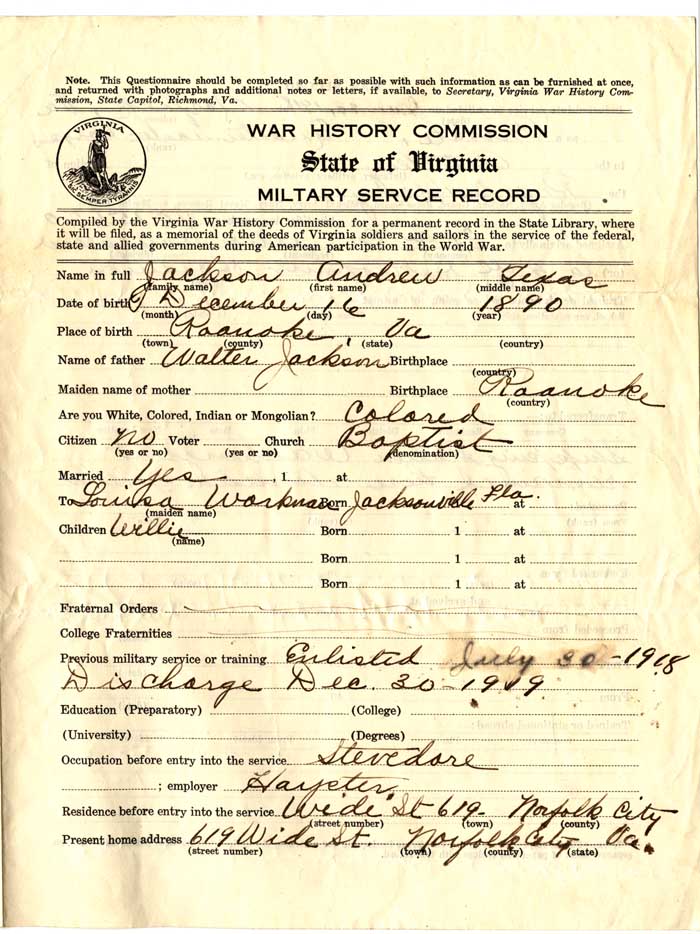 Note. This Questionnaire should be completed so far as possible with such information as can be furnished at once,
and returned with photographs and additional notes or letters, if available, to Secretary, Virginia War History Com-
mission, State Capitol, Richmond, Va.
VIRGINIA
SIC SEMPER TYRANNIS
WAR HISTORY COMMISSION
State of Virginia
MILTARY SERVCE RECORD
Compiled by the Virginia War History Commission for a permanent record in the State Library, where
it will be filed, as a memorial of the deeds of Virginia soldiers and sailors in the service of the federal,
state and allied governments during American participation in the World War.
Name in full Jackson Andrew Texas
(family name) (first name) (middle name)
Date of birth December 16 1890
(month) (day) (year)
Place of birth Roanoke, Va
(town) (county) (state) (country)
Name of father Walter Jackson Birthplace
(country)
Maiden name of mother Birthplace Roanoke
(country)
Are you White, Colored, Indian or Mongolian? Colored
Citizen No Voter Church Baptist
(yes or no) (yes or no) (denomination)
Married Yes , 1 at
To Louisa Born Jacksonville Fla. at
(maiden name)
Children Willie Born 1 at
(name)
Born 1 at
Born 1 at
Fraternal Orders
College Fraternities
Previous military service or training Enlisted July 30-1918
Discharge Dec. 30-1919
Education (Preparatory) (College)
(University) (Degrees)
Occupation before entry into the service Stevedore
; employer
Residence before entry into the service Wide St 619- Norfolk City
(street number) (town) (county)
Present home address 619 Wide St. Norfolk City Va.
(street number) (town) (county) (state)